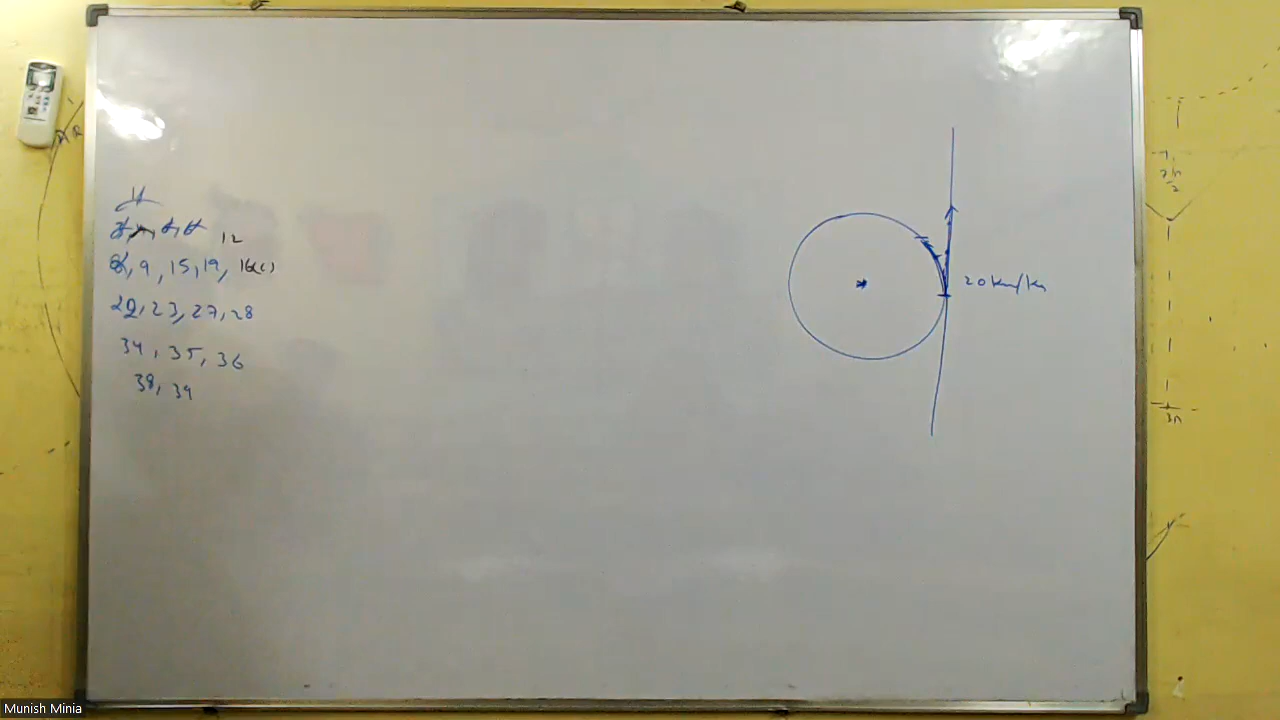 12
8, 9, 15, 19, 16(c)
22, 23, 27, 28
34, 35, 36
38, 39
20 km/hr
3h
Munish Minia